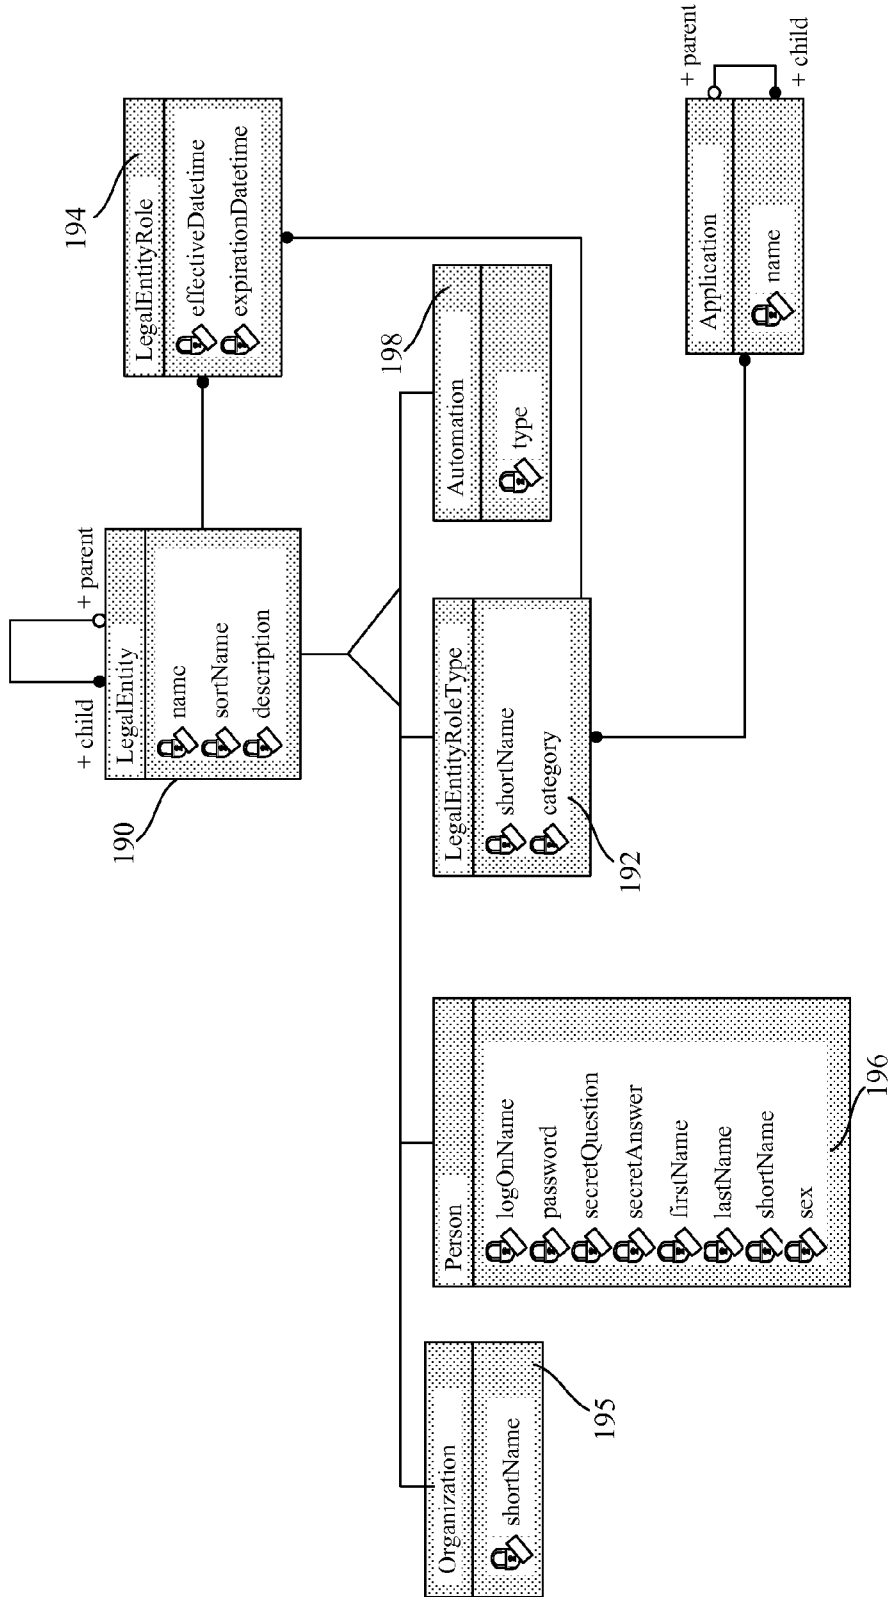 + child
+ parent
LegalEntity
name
sortName
description
190
LegalEntityRole
effectiveDatetime
expirationDatetime
194
Organization
shortName
195
Person
logOnName
password
secretQuestion
secretAnswer
firstName
lastName
shortName
sex
196
LegalEntityRoleType
shortName
category
192
Automation
type
198
Application
name
+ parent
+ child